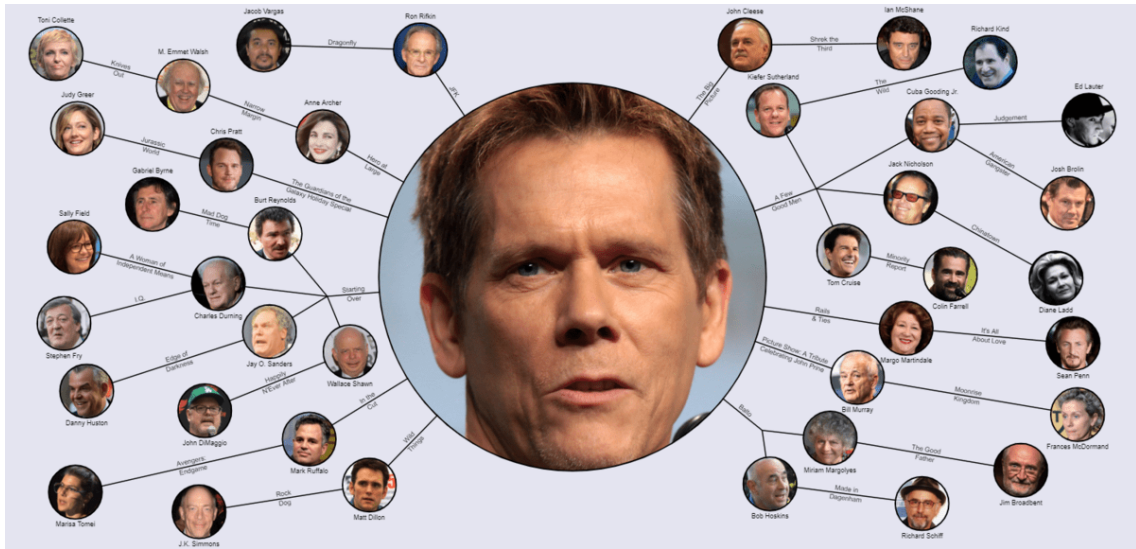 Toni Collette
Jacob Vargas
Ron Rifkin
John Cleese
Ian McShane
Richard Kind
M. Emmet Walsh
Dragonfly
Shrek the
Third
Knives
Out
Kiefer Sutherland
The
Wild
Judy Greer
Anne Archer
JFK
The Big
Picture
Cuba Gooding Jr.
Ed Lauter
Narrow
Margin
Judgement
Chris Pratt
Jurassic
World
Hero at
Large
American
Gangster
Gabriel Byrne
Jack Nicholson
Josh Brolin
The Guardians of the
Galaxy Holiday Special
A Few
Good Men
Sally Field
Mad Dog
Time
Burt Reynolds
Chinatown
A Woman of
Independent Means
Minority
Report
Tom Cruise
Colin Farrell
I.Q.
Starting
Over
Charles Durning
Diane Ladd
Rails
& Ties
It's All
About Love
Stephen Fry
Edge of
Darkness
Jay O. Sanders
Margo Martindale
Picture Show: A Tribute
Celebrating John Prine
Happily
N'Ever After
Wallace Shawn
Sean Penn
In the
Cut
Moonrise
Kingdom
Danny Huston
Bill Murray
John DiMaggio
Balto
Wild
Things
Frances McDormand
Avengers:
Endgame
Mark Ruffalo
The Good
Father
Miriam Margolyes
Rock
Dog
Made in
Dagenham
Marisa Tomei
Matt Dillon
Bob Hoskins
Jim Broadbent
J.K. Simmons
Richard Schiff